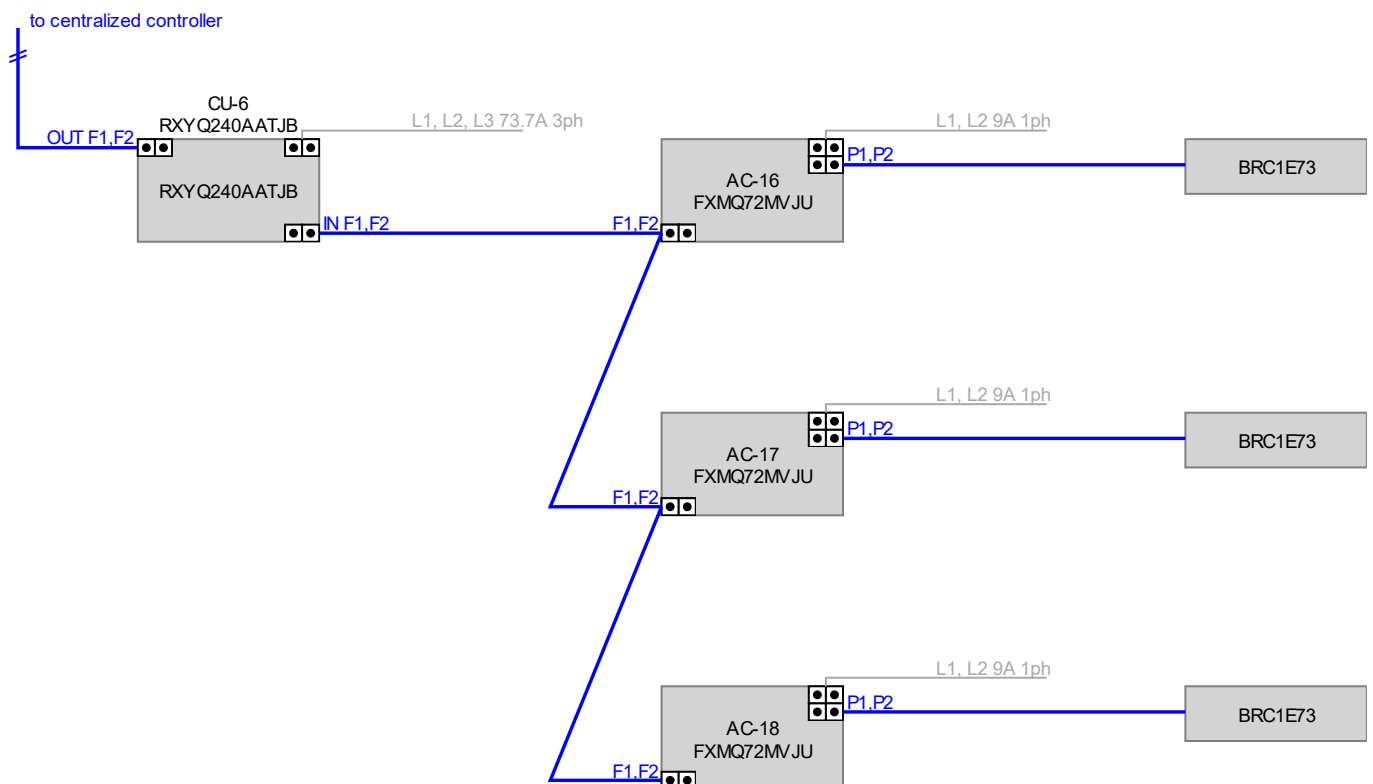 to centralized controller
CU-6
RXYQ240AATJB
L1, L2, L3 73.7A 3ph
L1, L2 9A 1ph
OUT F1,F2
P1,P2
RXYQ240AATJB
AC-16
FXMQ72MVJU
BRC1E73
IN F1,F2
F1,F2
L1, L2 9A 1ph
P1,P2
AC-17
FXMQ72MVJU
BRC1E73
F1,F2
L1, L2 9A 1ph
P1,P2
AC-18
FXMQ72MVJU
BRC1E73
F1,F2